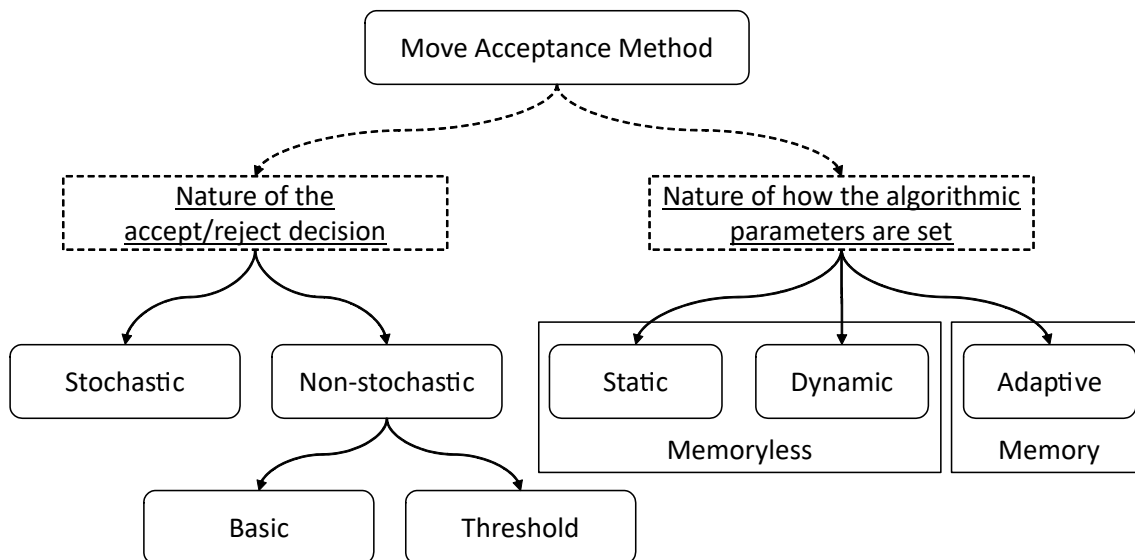 Move Acceptance Method
Nature of the
accept/reject decision
Nature of how the algorithmic
parameters are set
Stochastic
Non-stochastic
Static
Dynamic
Adaptive
Memoryless
Memory
Basic
Threshold